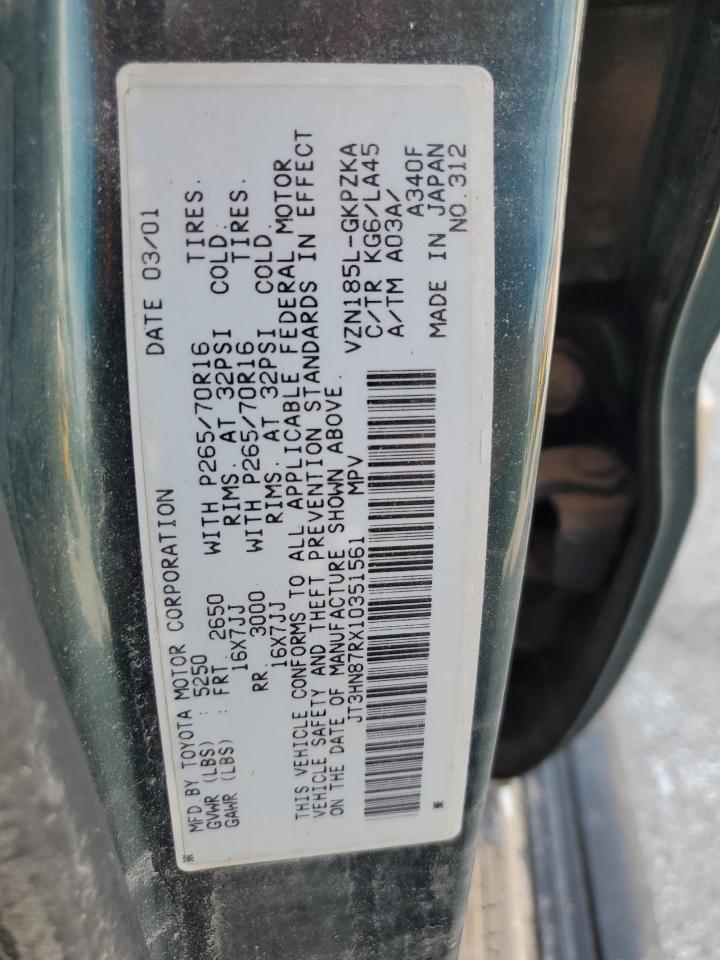 * MFD BY TOYOTA MOTOR CORPORATION DATE 03/01
GVWR (LBS) : 5250
GAWR (LBS) : FRT 2650 WITH P265/70R16 TIRES.
16X7JJ RIMS. AT 32PSI COLD.
RR 3000 WITH P265/70R16 TIRES.
16X7JJ RIMS. AT 32PSI COLD.
THIS VEHICLE CONFORMS TO ALL APPLICABLE FEDERAL MOTOR
VEHICLE SAFETY AND THEFT PREVENTION STANDARDS IN EFFECT
ON THE DATE OF MANUFACTURE SHOWN ABOVE.
JT3HN87RX10351561 MPV VZN185L-GKPZKA
C/TR KG6/LA45
A/TM A03A/
A340F
MADE IN JAPAN
* NO.312